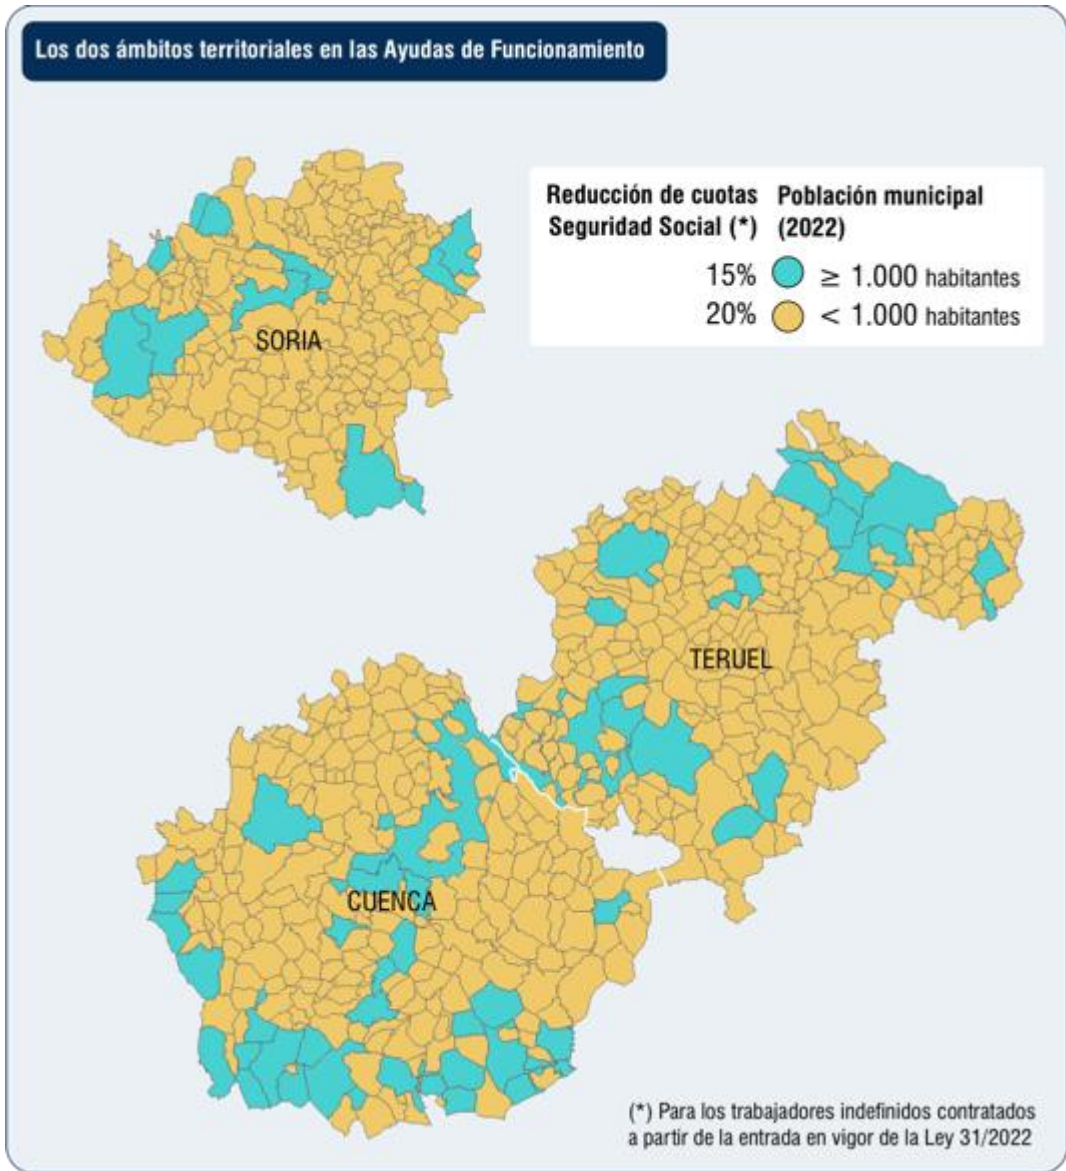 Los dos ámbitos territoriales en las Ayudas de Funcionamiento
Reducción de cuotas Población municipal
Seguridad Social (*) (2022)
15% ≥ 1.000 habitantes
20% < 1.000 habitantes
SORIA
TERUEL
CUENCA
(*) Para los trabajadores indefinidos contratados
a partir de la entrada en vigor de la Ley 31/2022